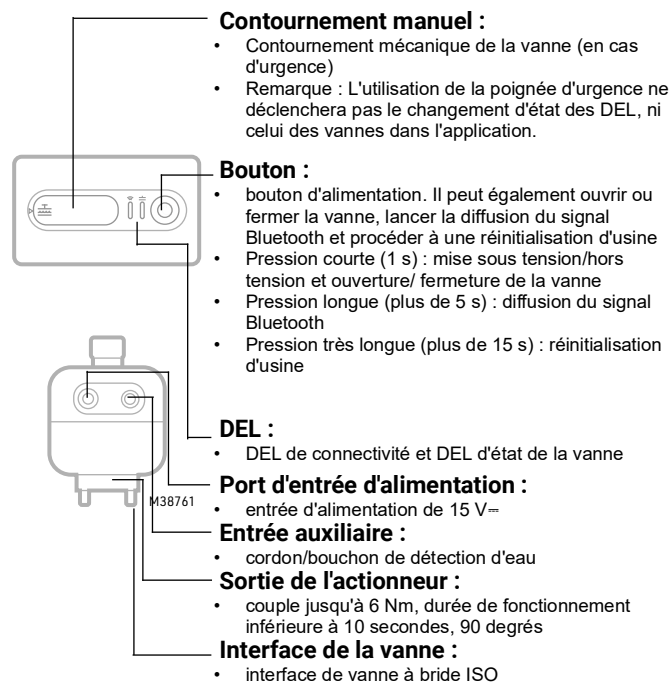 Contournement manuel :
• Contournement mécanique de la vanne (en cas
d'urgence)
• Remarque : L'utilisation de la poignée d'urgence ne
déclenchera pas le changement d'état des DEL, ni
celui des vannes dans l'application.
Bouton :
• bouton d'alimentation. Il peut également ouvrir ou
fermer la vanne, lancer la diffusion du signal
Bluetooth et procéder à une réinitialisation d'usine
• Pression courte (1 s) : mise sous tension/hors
tension et ouverture/ fermeture de la vanne
• Pression longue (plus de 5 s) : diffusion du signal
Bluetooth
• Pression très longue (plus de 15 s) : réinitialisation
d'usine
DEL :
• DEL de connectivité et DEL d'état de la vanne
Port d'entrée d'alimentation :
• entrée d'alimentation de 15 V⎓
M38761
Entrée auxiliaire :
• cordon/bouchon de détection d'eau
Sortie de l'actionneur :
• couple jusqu'à 6 Nm, durée de fonctionnement
inférieure à 10 secondes, 90 degrés
Interface de la vanne :
• interface de vanne à bride ISO